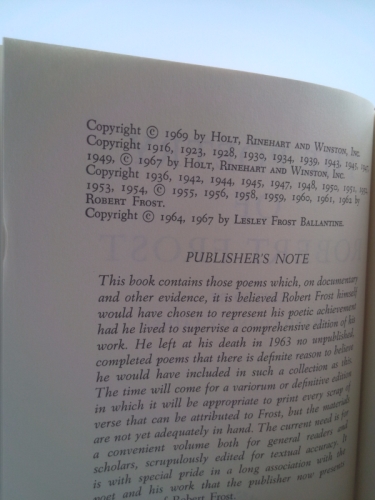 Copyright © 1969 by HOLT, RINEHART AND WINSTON, INC.
Copyright 1916, 1923, 1928, 1930, 1934, 1939, 1943, 1945,
1949, © 1967 by HOLT, RINEHART AND WINSTON, INC.
Copyright 1936, 1942, 1944, 1945, 1947, 1948, 1950, 1951,
1953, 1954, © 1955, 1956, 1958, 1959, 1960, 1961, 1962 by
ROBERT FROST.
Copyright © 1964, 1967 by LESLEY FROST BALLANTINE.
PUBLISHER'S NOTE
This book contains those poems which, on documentary
and other evidence, it is believed Robert Frost himself
would have chosen to represent his poetic achievement
had he lived to supervise a comprehensive edition of his
work. He left at his death in 1963 no unpublished,
completed poems that there is definite reason to believe
he would have included in such a collection as this.
The time will come for a variorum or definitive edition
in which it will be appropriate to print every scrap of
verse that can be attributed to Frost, but the materials
are not yet adequately in hand. The current need is for
a convenient volume both for general readers and
scholars, scrupulously edited for textual accuracy. It
is with special pride in a long association with the
poet and his work that the publisher now presents
of Robert Frost